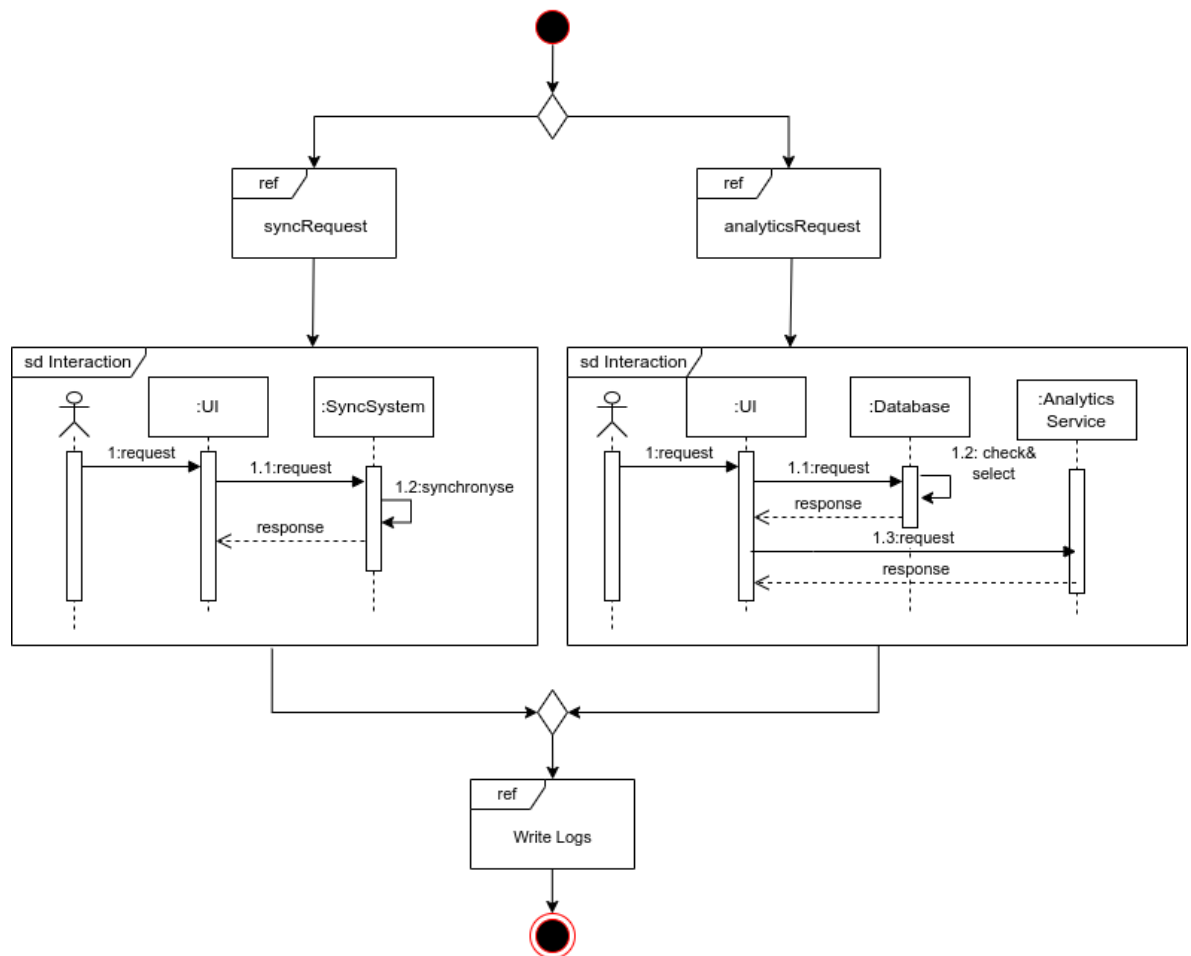 ref
syncRequest
ref
analyticsRequest
sd Interaction
:UI
:SyncSystem
1:request
1.1:request
1.2:synchronyse
response
sd Interaction
:UI
:Database
:Analytics
Service
1:request
1.1:request
1.2: check&
select
response
1.3:request
response
ref
Write Logs